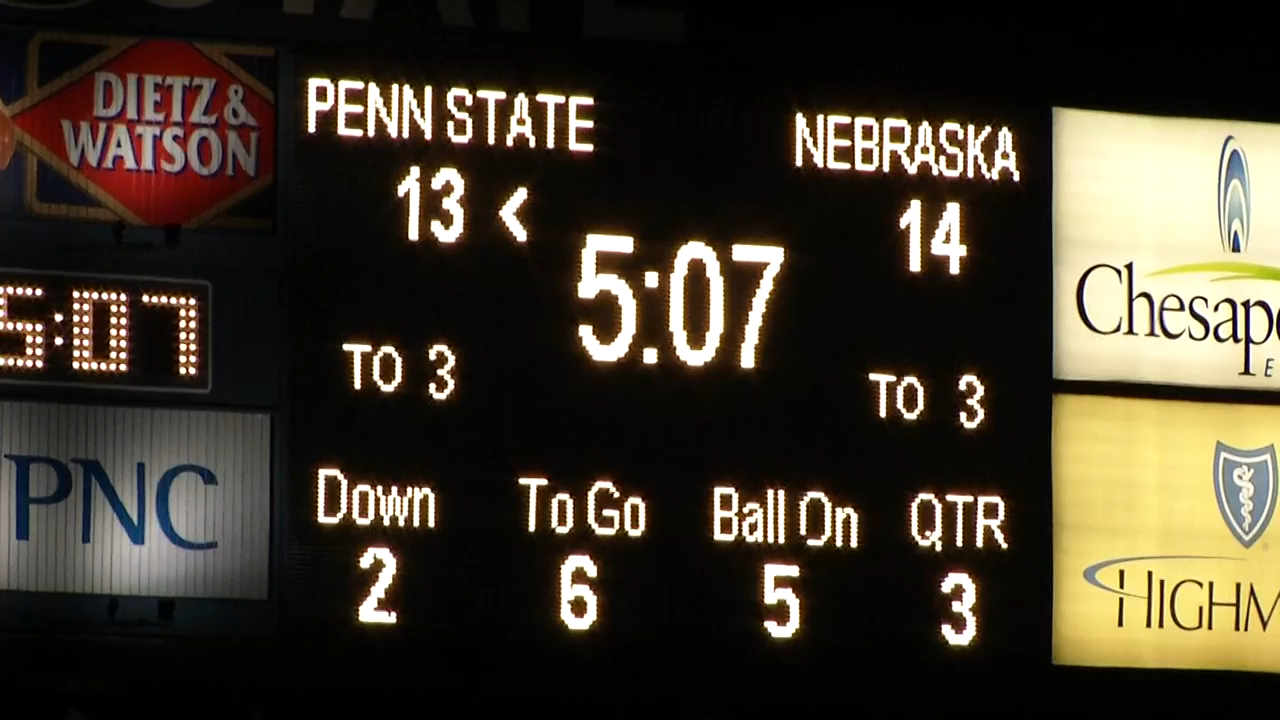 DIETZ &
WATSON
PENN STATE
NEBRASKA
13 <
14
5:07
5:07
TO 3
TO 3
PNC
Down
To Go
Ball On
QTR
2
6
5
3
Chesap
E
HIGHM